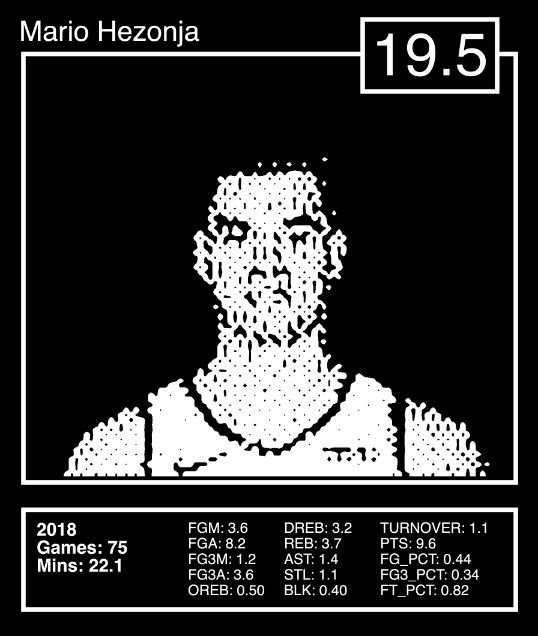 Mario Hezonja
19.5
2018
Games: 75
Mins: 22.1
FGM: 3.6
FGA: 8.2
FG3M: 1.2
FG3A: 3.6
OREB: 0.50
DREB: 3.2
REB: 3.7
AST: 1.4
STL: 1.1
BLK: 0.40
TURNOVER: 1.1
PTS: 9.6
FG_PCT: 0.44
FG3_PCT: 0.34
FT_PCT: 0.82